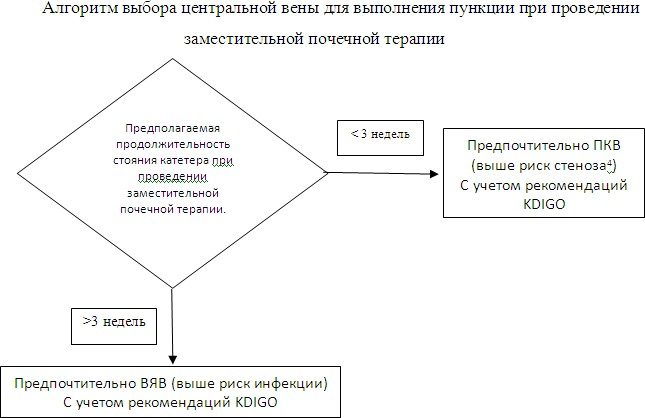 Алгоритм выбора центральной вены для выполнения пункции при проведении
заместительной почечной терапии
Предполагаемая
продолжительность
стояния катетера при
проведении
заместительной
почечной терапии.
< 3 недель
Предпочтительно ПКВ
(выше риск стеноза⁴)
С учетом рекомендаций
KDIGO
>3 недель
Предпочтительно ВЯВ (выше риск инфекции)
С учетом рекомендаций KDIGO